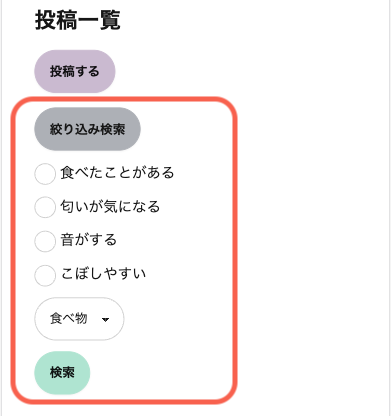 投稿一覧
投稿する
絞り込み検索
食べたことがある
匂いが気になる
音がする
こぼしやすい
食べ物
検索